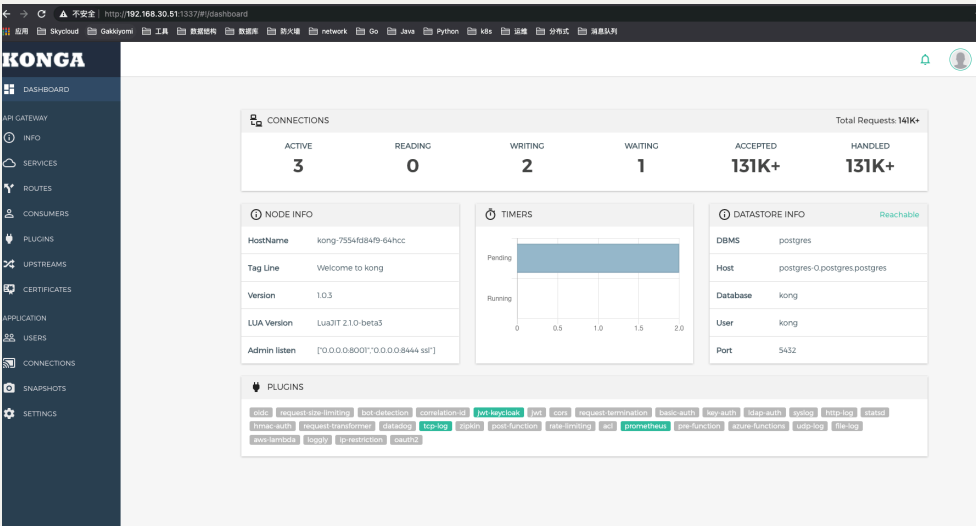 不安全 | http://192.168.30.51:1337/#!/dashboard
应用 Skycloud Gakkiyomi 工具 数据结构 数据库 防火墙 network Go Java Python k8s 运维 分布式 消息队列
KONGA
DASHBOARD
API GATEWAY
INFO
SERVICES
ROUTES
CONSUMERS
PLUGINS
UPSTREAMS
CERTIFICATES
APPLICATION
USERS
CONNECTIONS
SNAPSHOTS
SETTINGS
CONNECTIONS Total Requests: 141K+
ACTIVE READING WRITING WAITING ACCEPTED HANDLED
3 0 2 1 131K+ 131K+
NODE INFO
HostName kong-7554fd84f9-64hcc
Tag Line Welcome to kong
Version 1.0.3
LUA Version LuaJIT 2.1.0-beta3
Admin listen ["0.0.0.0:8001","0.0.0.0:8444 ssl"]
TIMERS
Pending
Running
0 0.5 1.0 1.5 2.0
DATASTORE INFO Reachable
DBMS postgres
Host postgres-0.postgres.postgres
Database kong
User kong
Port 5432
PLUGINS
oidc request-size-limiting bot-detection correlation-id jwt-keycloak jwt cors request-termination basic-auth key-auth ldap-auth syslog http-log statsd
hmac-auth request-transformer datadog tcp-log zipkin post-function rate-limiting acl prometheus pre-function azure-functions udp-log file-log
aws-lambda loggly ip-restriction oauth2